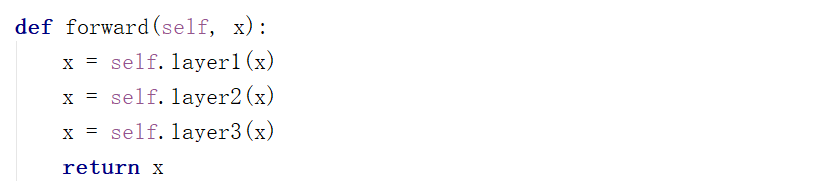 def forward(self, x):
    x = self.layer1(x)
    x = self.layer2(x)
    x = self.layer3(x)
    return x